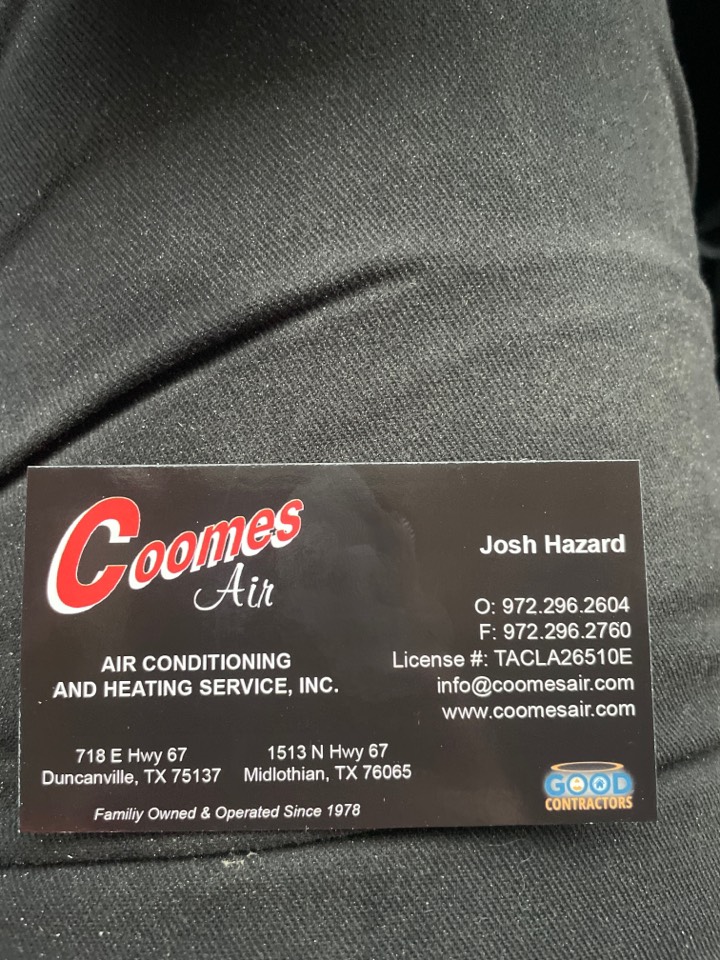 Coomes
Air
AIR CONDITIONING
AND HEATING SERVICE, INC.
718 E Hwy 67
Duncanville, TX 75137
1513 N Hwy 67
Midlothian, TX 76065
Familiy Owned & Operated Since 1978
Josh Hazard
O: 972.296.2604
F: 972.296.2760
License #: TACLA26510E
info@coomesair.com
www.coomesair.com
GOOD
CONTRACTORS